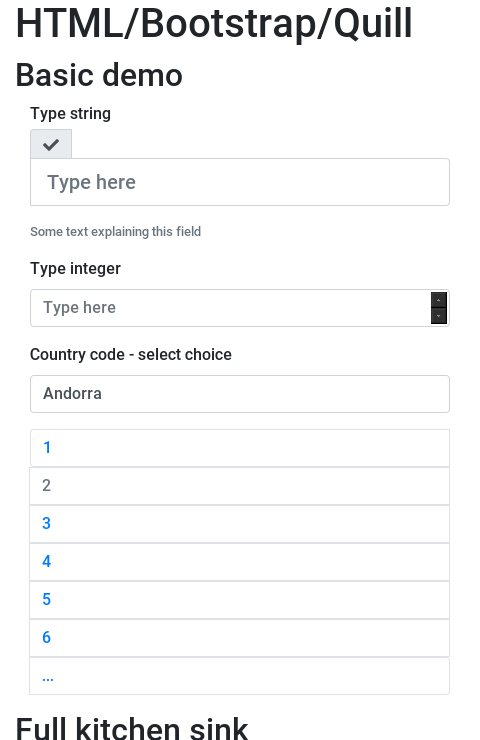 HTML/Bootstrap/Quill
Basic demo
Type string
Type here
Some text explaining this field
Type integer
Type here
Country code - select choice
Andorra
1
2
3
4
5
6
...
Full kitchen sink